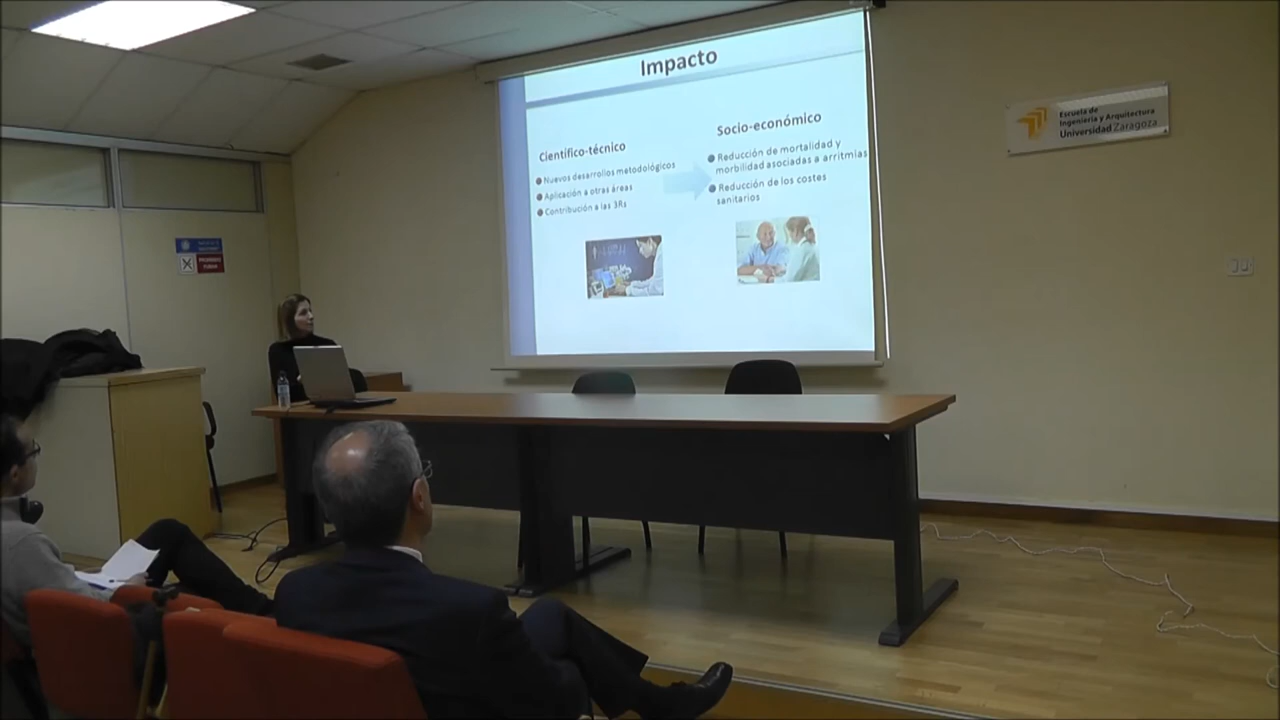 Impacto
Científico-técnico
Nuevos desarrollos metodológicos
Aplicación a otras áreas
Contribución a las 3Rs
Socio-económico
Reducción de mortalidad y
morbilidad asociadas a arritmias
Reducción de los costes
sanitarios
Escuela de
Ingeniería y Arquitectura
Universidad Zaragoza